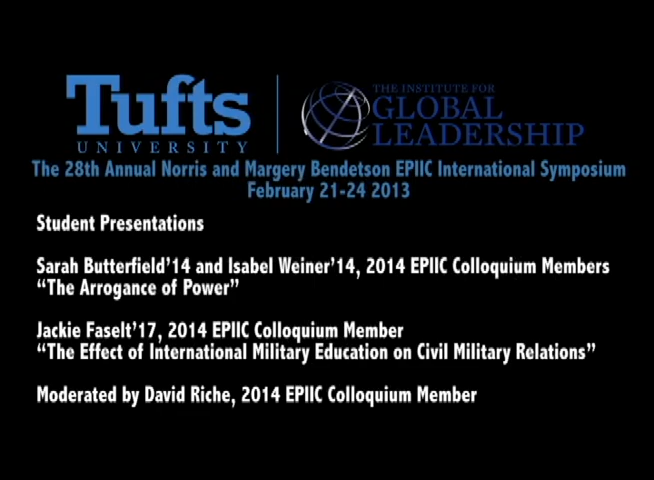 Tufts
UNIVERSITY
THE INSTITUTE FOR
GLOBAL
LEADERSHIP
The 28th Annual Norris and Margery Bendetson EPIIC International Symposium
February 21-24 2013
Student Presentations
Sarah Butterfield'14 and Isabel Weiner'14, 2014 EPIIC Colloquium Members
“The Arrogance of Power”
Jackie Faselt'17, 2014 EPIIC Colloquium Member
“The Effect of International Military Education on Civil Military Relations”
Moderated by David Riche, 2014 EPIIC Colloquium Member